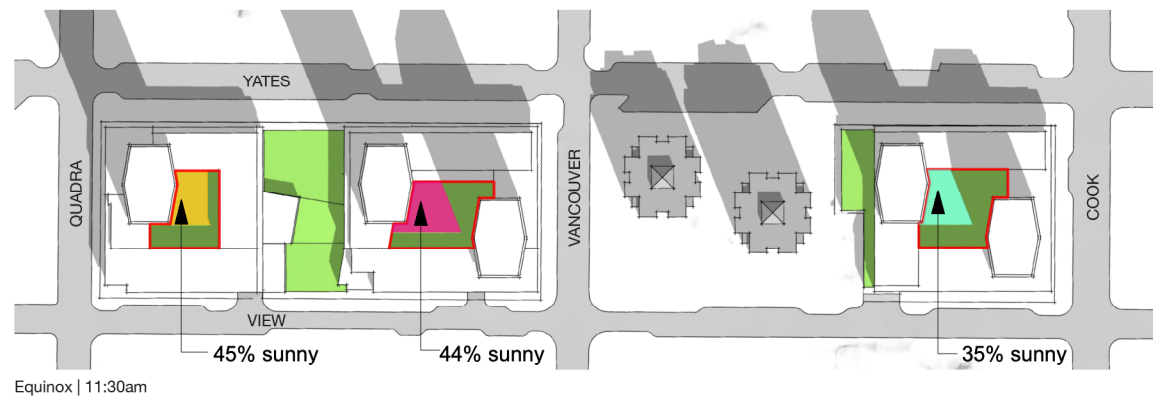 YATES
QUADRA
VANCOUVER
COOK
VIEW
45% sunny
44% sunny
35% sunny
Equinox | 11:30am